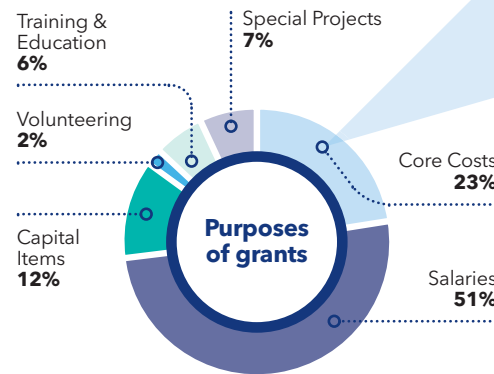 Training &
Education
6%
Special Projects
7%
Volunteering
2%
Core Costs
23%
Purposes
of grants
Capital
Items
12%
Salaries
51%